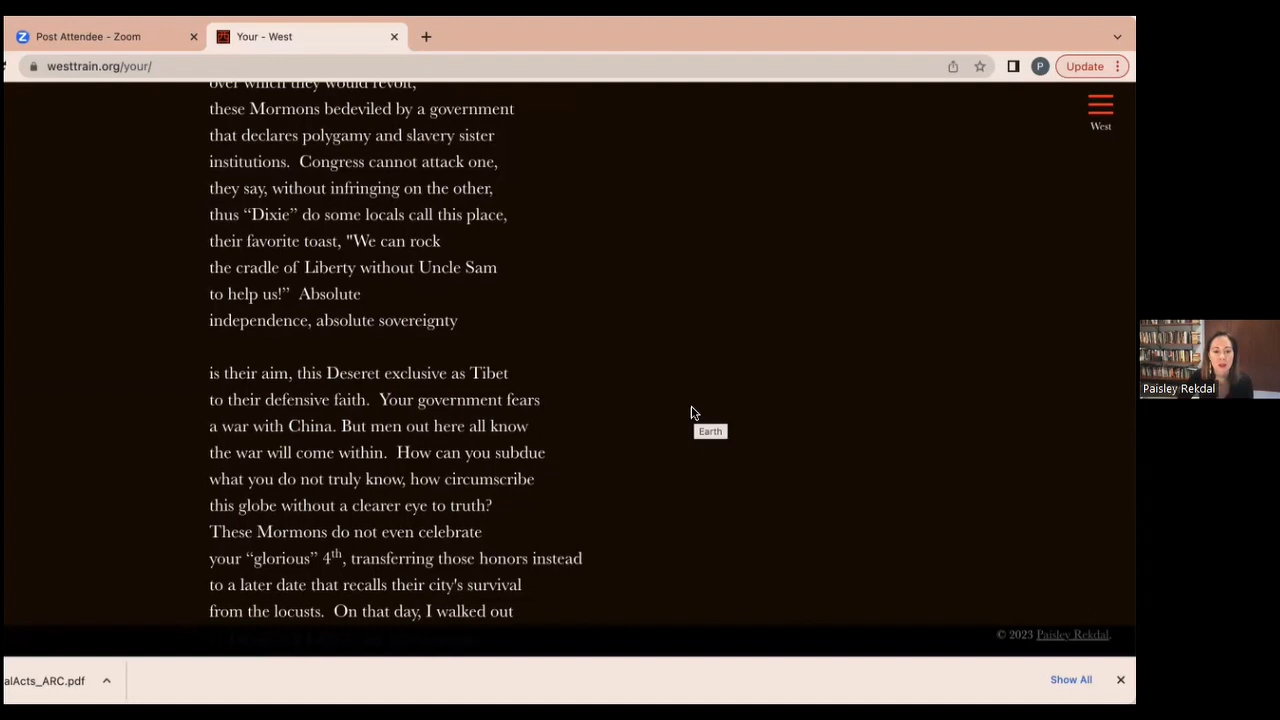 Post Attendee - Zoom
Your - West
westtrain.org/your/
P
Update
over which they would revolt,
West
these Mormons bedeviled by a government
that declares polygamy and slavery sister
institutions.  Congress cannot attack one,
they say, without infringing on the other,
thus “Dixie” do some locals call this place,
their favorite toast, "We can rock
the cradle of Liberty without Uncle Sam
to help us!”  Absolute
independence, absolute sovereignty
is their aim, this Deseret exclusive as Tibet
to their defensive faith.  Your government fears
a war with China. But men out here all know
the war will come within.  How can you subdue
what you do not truly know, how circumscribe
this globe without a clearer eye to truth?
These Mormons do not even celebrate
your “glorious” 4th, transferring those honors instead
to a later date that recalls their city's survival
from the locusts.  On that day, I walked out
Earth
Paisley Rekdal
© 2023 Paisley Rekdal.
alActs_ARC.pdf
Show All